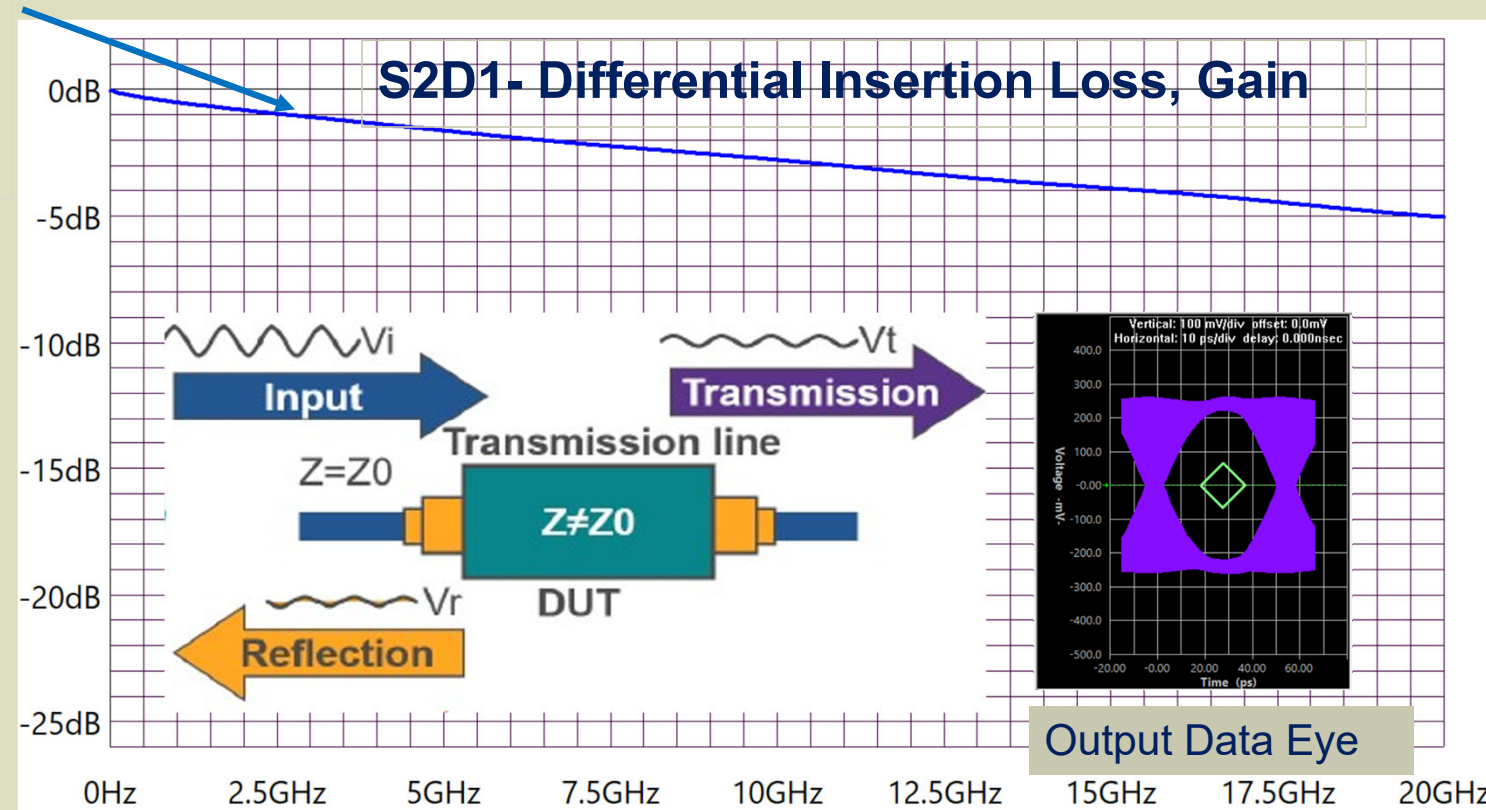 S2D1- Differential Insertion Loss, Gain
0dB
-5dB
-10dB
-15dB
-20dB
-25dB
Vi
Input
Vt
Transmission
Transmission line
Z=Z0
Z≠Z0
DUT
Vr
Reflection
Vertical: 100 mV/div offset: 0.0mV
Horizontal: 10 ps/div delay: 0.000nsec
400.0
300.0
200.0
100.0
-0.00
-100.0
-200.0
-300.0
-400.0
-500.0
Voltage -mV-
-20.00 -0.00 20.00 40.00 60.00
Time (ps)
Output Data Eye
0Hz 2.5GHz 5GHz 7.5GHz 10GHz 12.5GHz 15GHz 17.5GHz 20GHz